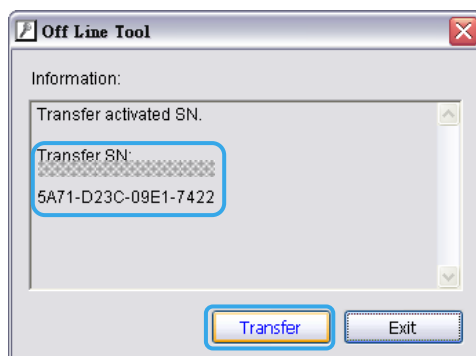 Off Line Tool
Information:
Transfer activated SN.
Transfer SN:
5A71-D23C-09E1-7422
Transfer
Exit